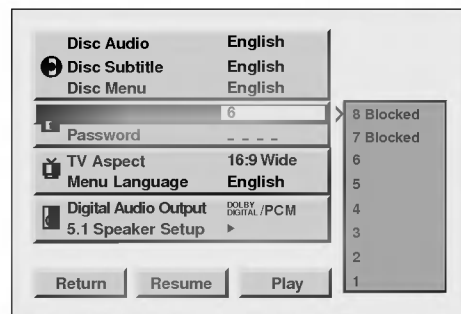 Disc Audio English
Disc Subtitle English
Disc Menu English
6
Password _ _ _ _
TV Aspect 16:9 Wide
Menu Language English
Digital Audio Output DOLBY DIGITAL /PCM
5.1 Speaker Setup
Return Resume Play
8 Blocked
7 Blocked
6
5
4
3
2
1